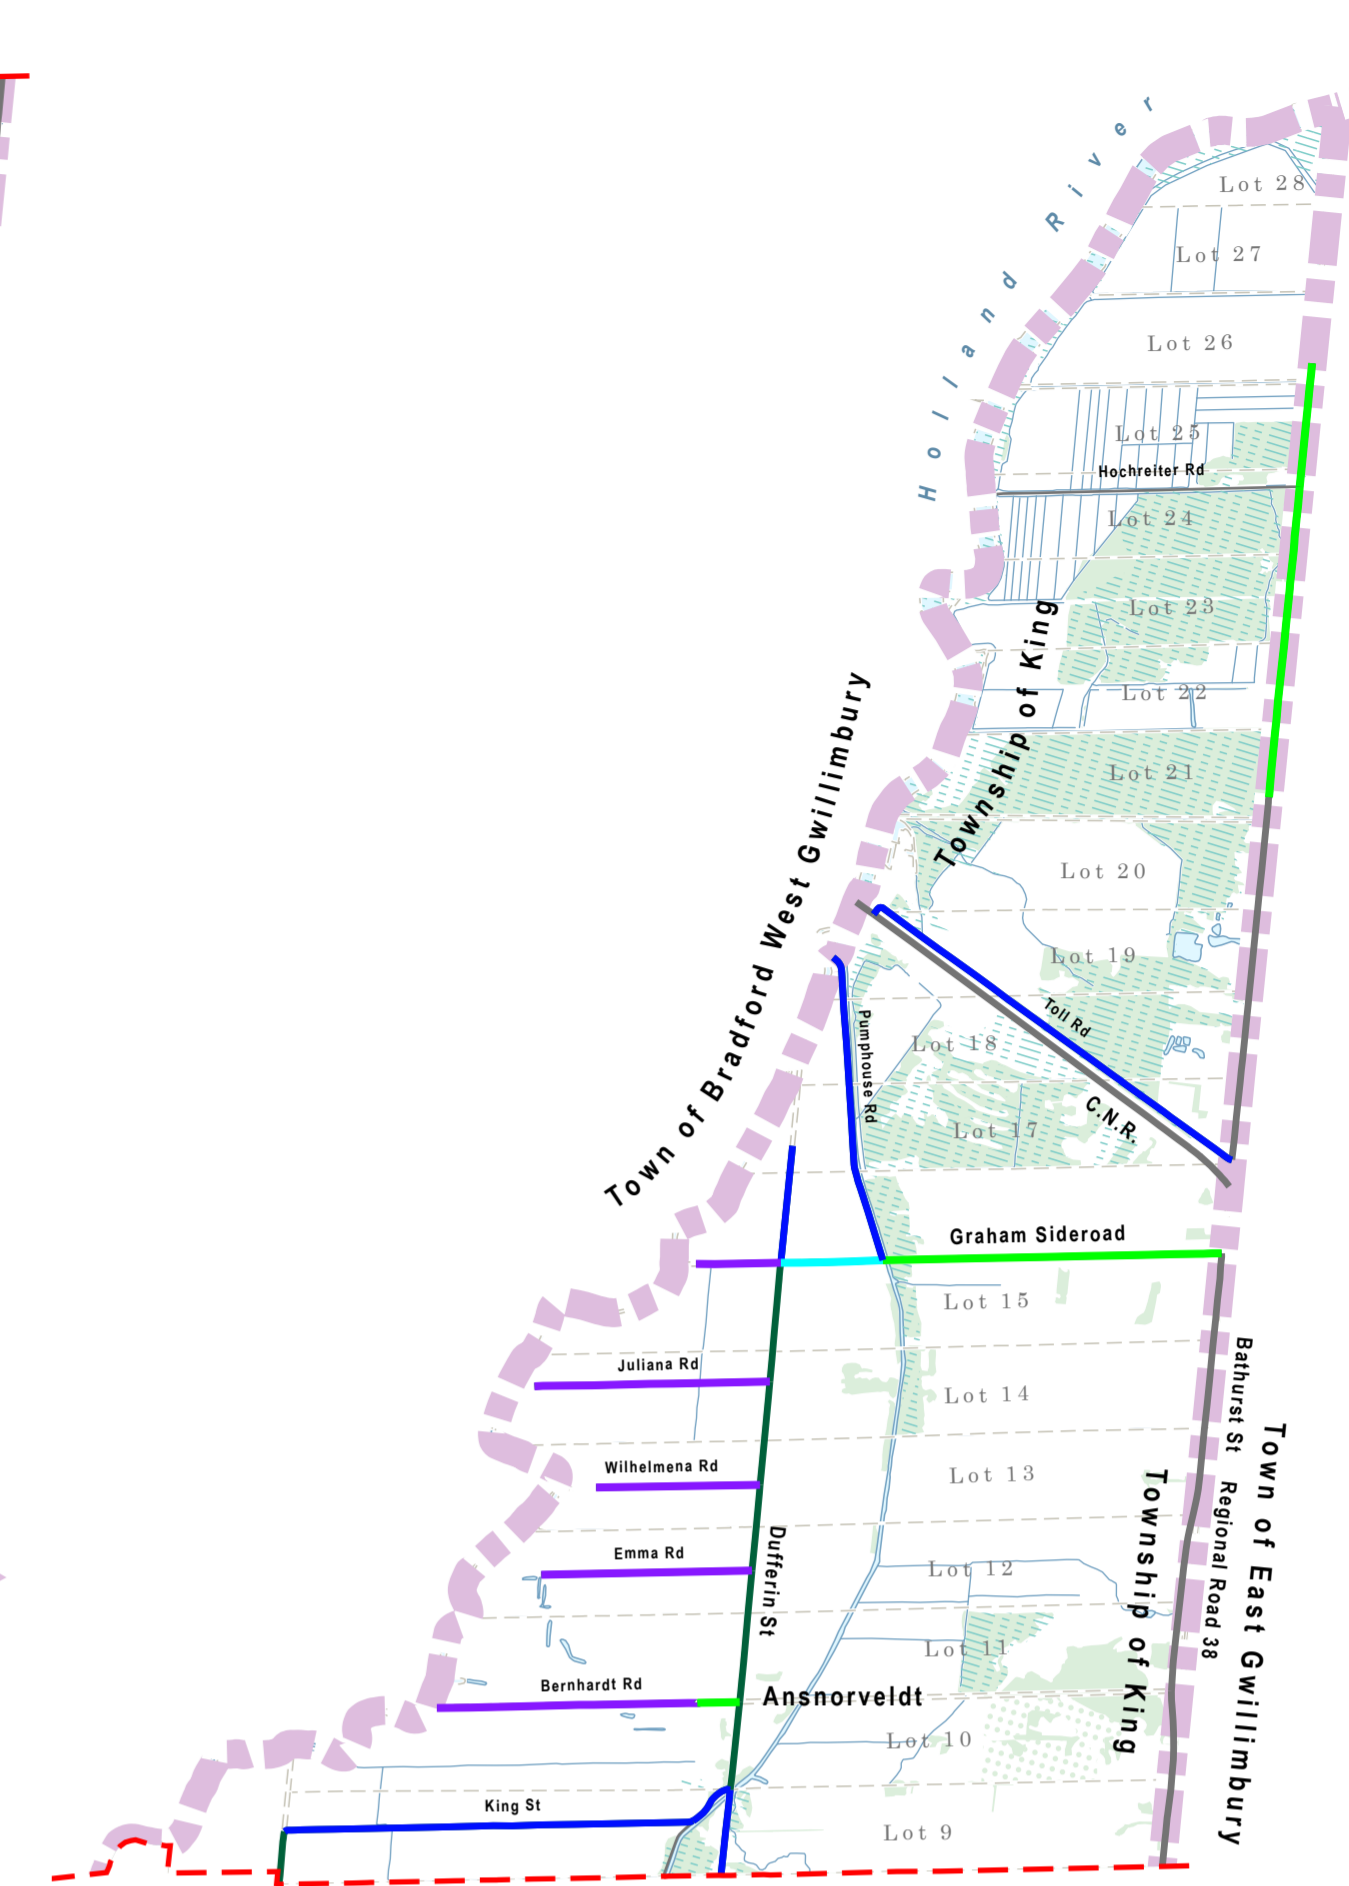 Holland River
Lot 28
Lot 27
Lot 26
Lot 25
Hochreiter Rd
Lot 24
Lot 23
Township of King
Lot 22
Town of Bradford West Gwillimbury
Lot 21
Lot 20
Lot 19
Toll Rd
Pumphouse Rd
Lot 18
C.N.R.
Lot 17
Graham Sideroad
Lot 15
Bathurst St Regional Road 38
Juliana Rd
Lot 14
Town of East Gwillimbury
Wilhelmena Rd
Lot 13
Township of King
Emma Rd
Dufferin St
Lot 12
Lot 11
Bernhardt Rd
Ansnorveldt
Lot 10
King St
Lot 9